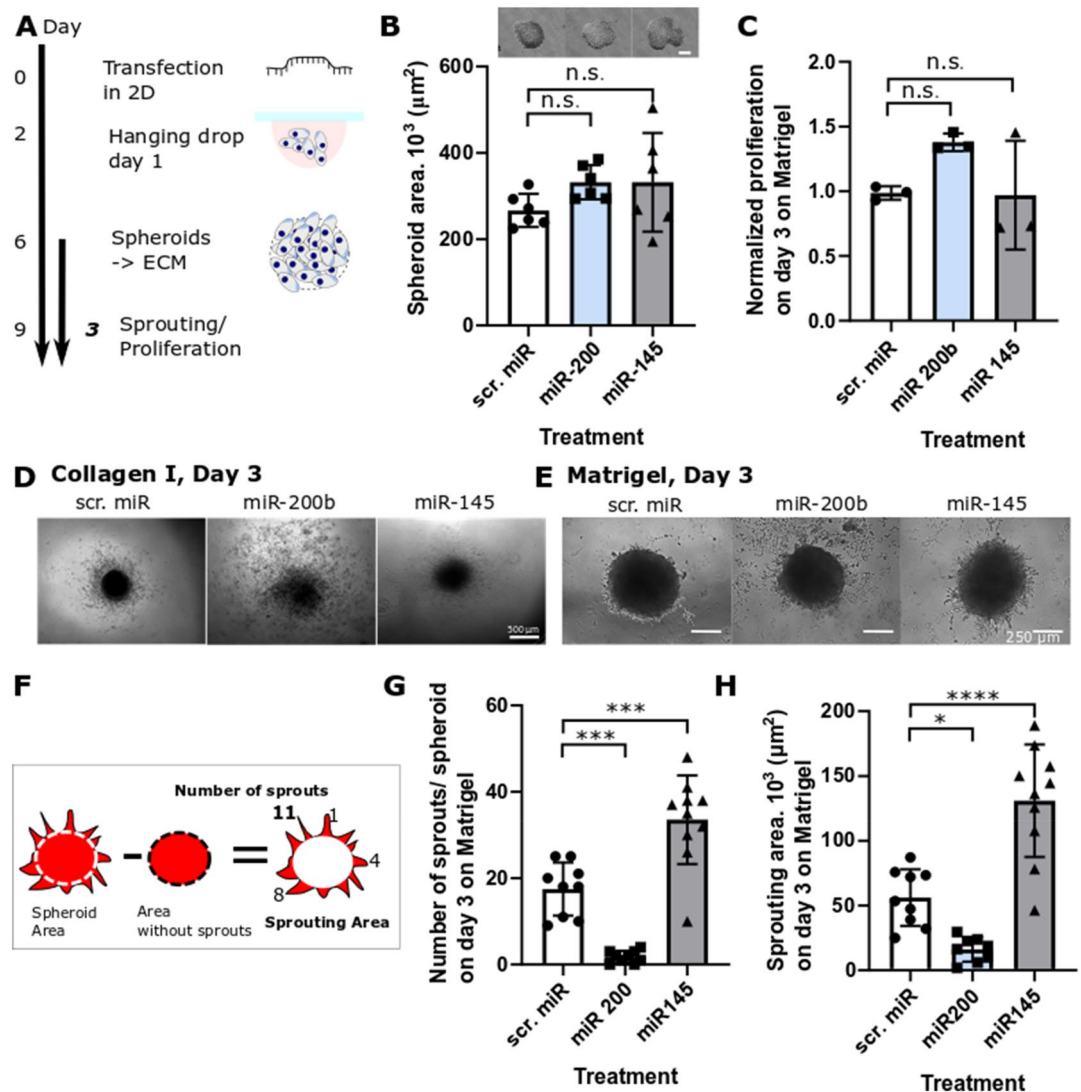 A Day
0
Transfection
in 2D
2
Hanging drop
day 1
6
Spheroids
-> ECM
9
3
Sprouting/
Proliferation
B
Spheroid area. 10³ (µm²)
600
400
200
0
n.s.
n.s.
scr. miR
miR-200
miR-145
Treatment
C
Normalized prolfieration
on day 3 on Matrigel
2.0
1.5
1.0
0.5
0.0
n.s.
n.s.
scr. miR
miR 200b
miR 145
Treatment
D Collagen I, Day 3
scr. miR
miR-200b
miR-145
500 µm
E Matrigel, Day 3
scr. miR
miR-200b
miR-145
250 µm
F
Number of sprouts
11
1
4
8
Spheroid
Area
Area
without sprouts
Sprouting Area
G
Number of sprouts/ spheroid
on day 3 on Matrigel
60
40
20
0
***
***
scr. miR
miR 200
miR145
Treatment
H
Sprouting area. 10³ (µm²)
on day 3 on Matrigel
200
150
100
50
0
****
*
scr. miR
miR200
miR145
Treatment